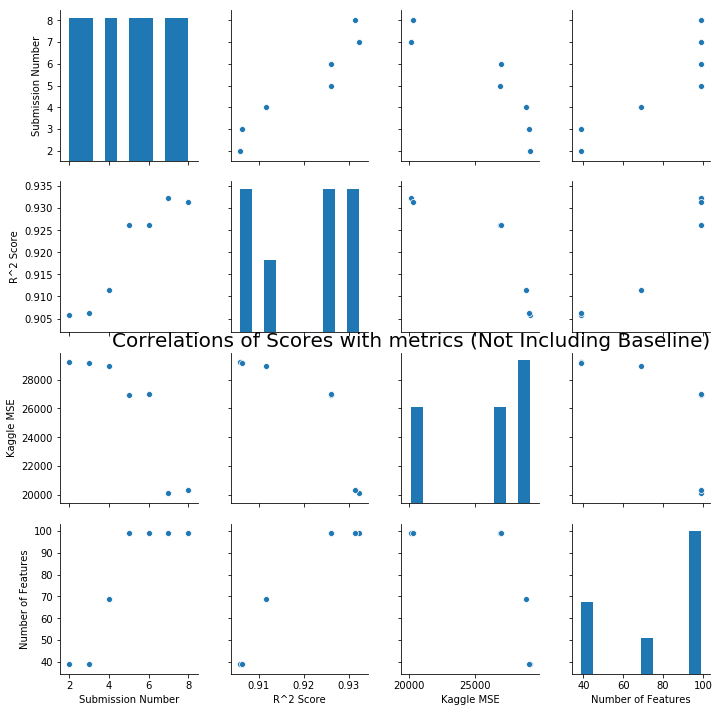 8
7
6
5
4
3
2
Submission Number
0.935
0.930
0.925
0.920
0.915
0.910
0.905
R^2 Score
Correlations of Scores with metrics (Not Including Baseline)
28000
26000
24000
22000
20000
Kaggle MSE
100
90
80
70
60
50
40
Number of Features
2 4 6 8
Submission Number
0.91 0.92 0.93
R^2 Score
20000 25000
Kaggle MSE
40 60 80 100
Number of Features